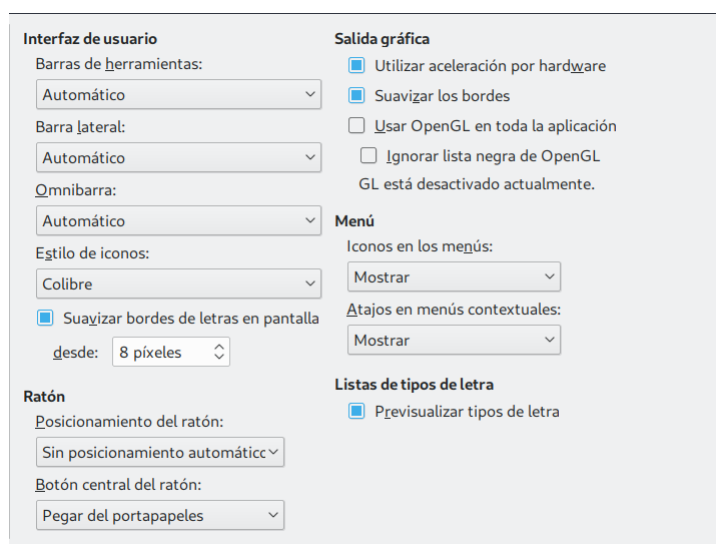 Interfaz de usuario
Barras de herramientas:
Automático
Barra lateral:
Automático
Omnibarra:
Automático
Estilo de iconos:
Colibre
Suavizar bordes de letras en pantalla
desde: 8 píxeles
Ratón
Posicionamiento del ratón:
Sin posicionamiento automátic
Botón central del ratón:
Pegar del portapapeles
Salida gráfica
Utilizar aceleración por hardware
Suavizar los bordes
Usar OpenGL en toda la aplicación
Ignorar lista negra de OpenGL
GL está desactivado actualmente.
Menú
Iconos en los menús:
Mostrar
Atajos en menús contextuales:
Mostrar
Listas de tipos de letra
Previsualizar tipos de letra